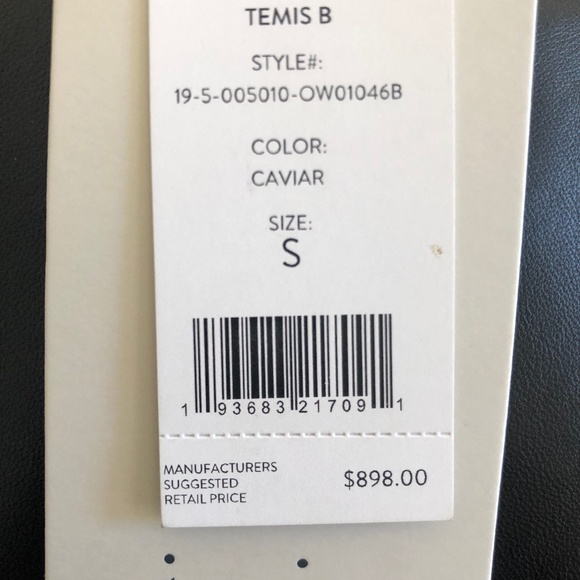 TEMIS B
STYLE#:
19-5-005010-OW01046B
COLOR:
CAVIAR
SIZE:
S
1 93683 21709 1
MANUFACTURERS
SUGGESTED
RETAIL PRICE
$898.00